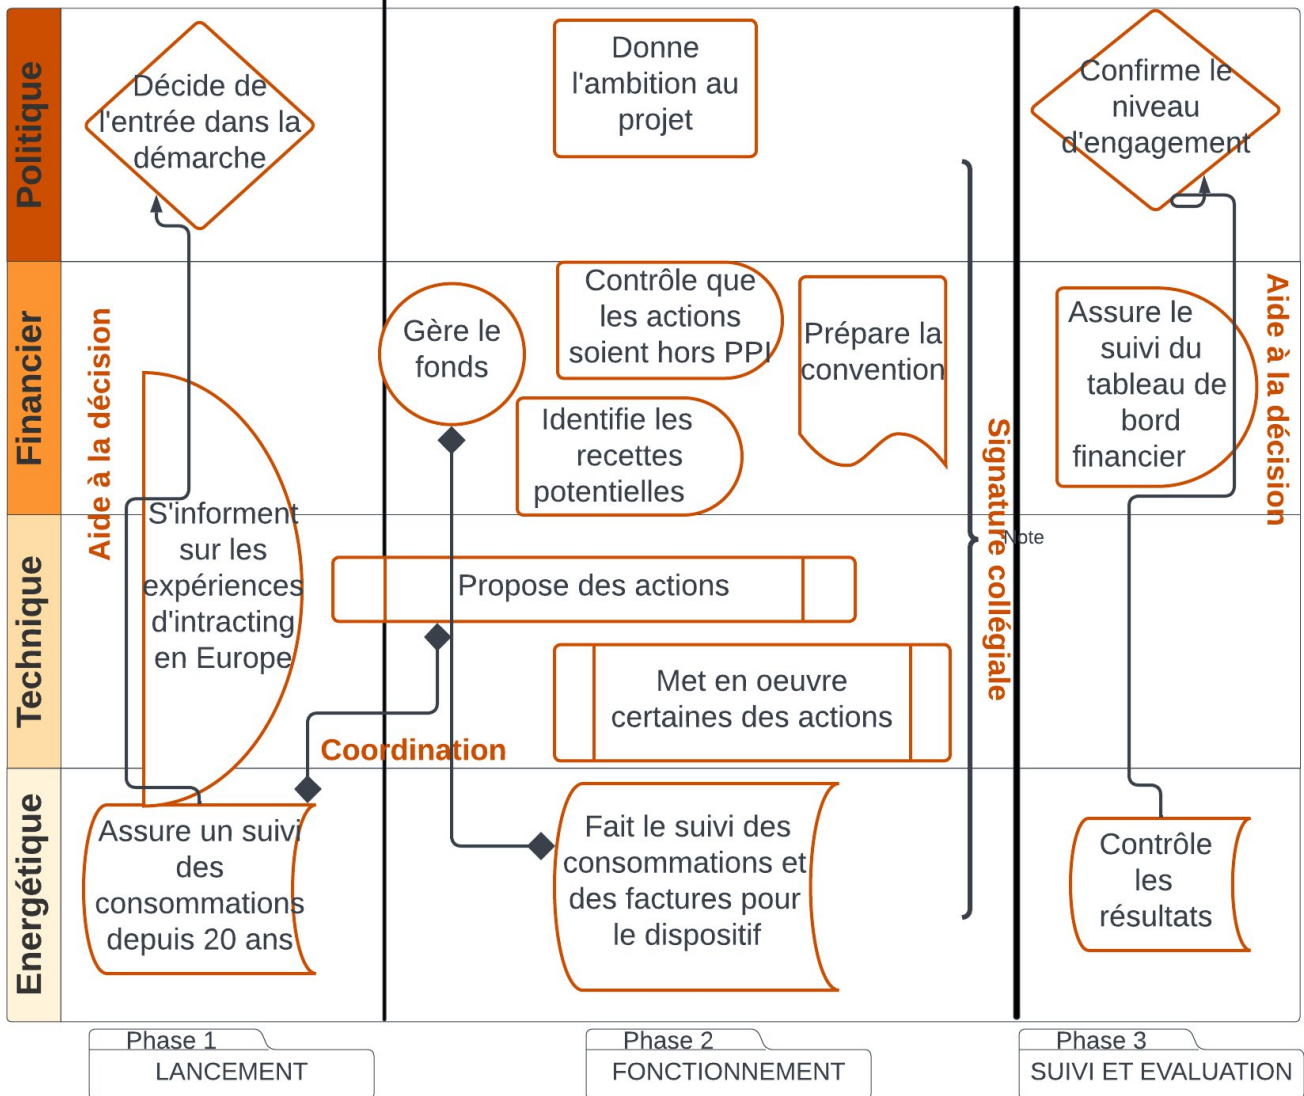 Politique
Décide de
l'entrée dans la
démarche
Donne
l'ambition au
projet
Confirme le
niveau
d'engagement
Financier
Aide à la décision
Gère le
fonds
Contrôle que
les actions
soient hors PPI
Identifie les
recettes
potentielles
Prépare la
convention
Signature collégiale
Note
Assure le
suivi du
tableau de
bord
financier
Aide à la décision
Technique
S'informent
sur les
expériences
d'intracting
en Europe
Propose des actions
Met en oeuvre
certaines des actions
Coordination
Energétique
Assure un suivi
des
consommations
depuis 20 ans
Fait le suivi des
consommations et
des factures pour
le dispositif
Contrôle
les
résultats
Phase 1
LANCEMENT
Phase 2
FONCTIONNEMENT
Phase 3
SUIVI ET EVALUATION